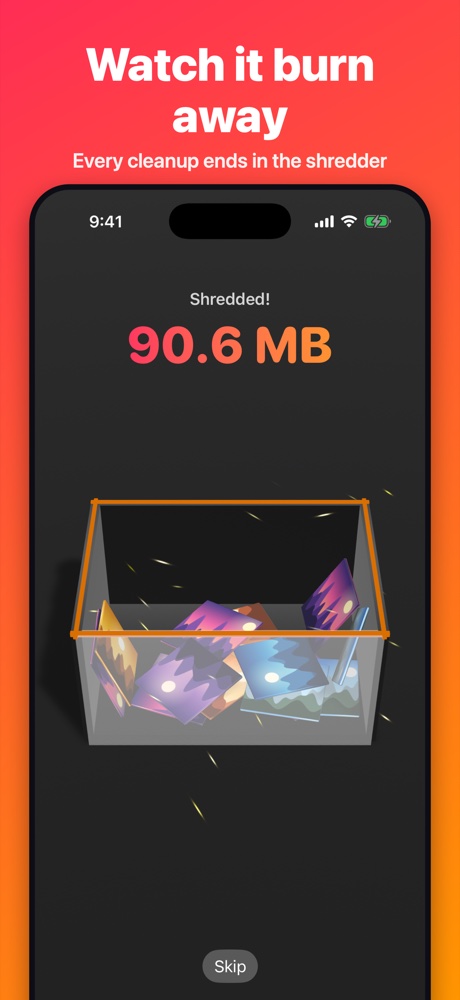 Watch it burn
away
Every cleanup ends in the shredder
9:41
Shredded!
90.6 MB
Skip